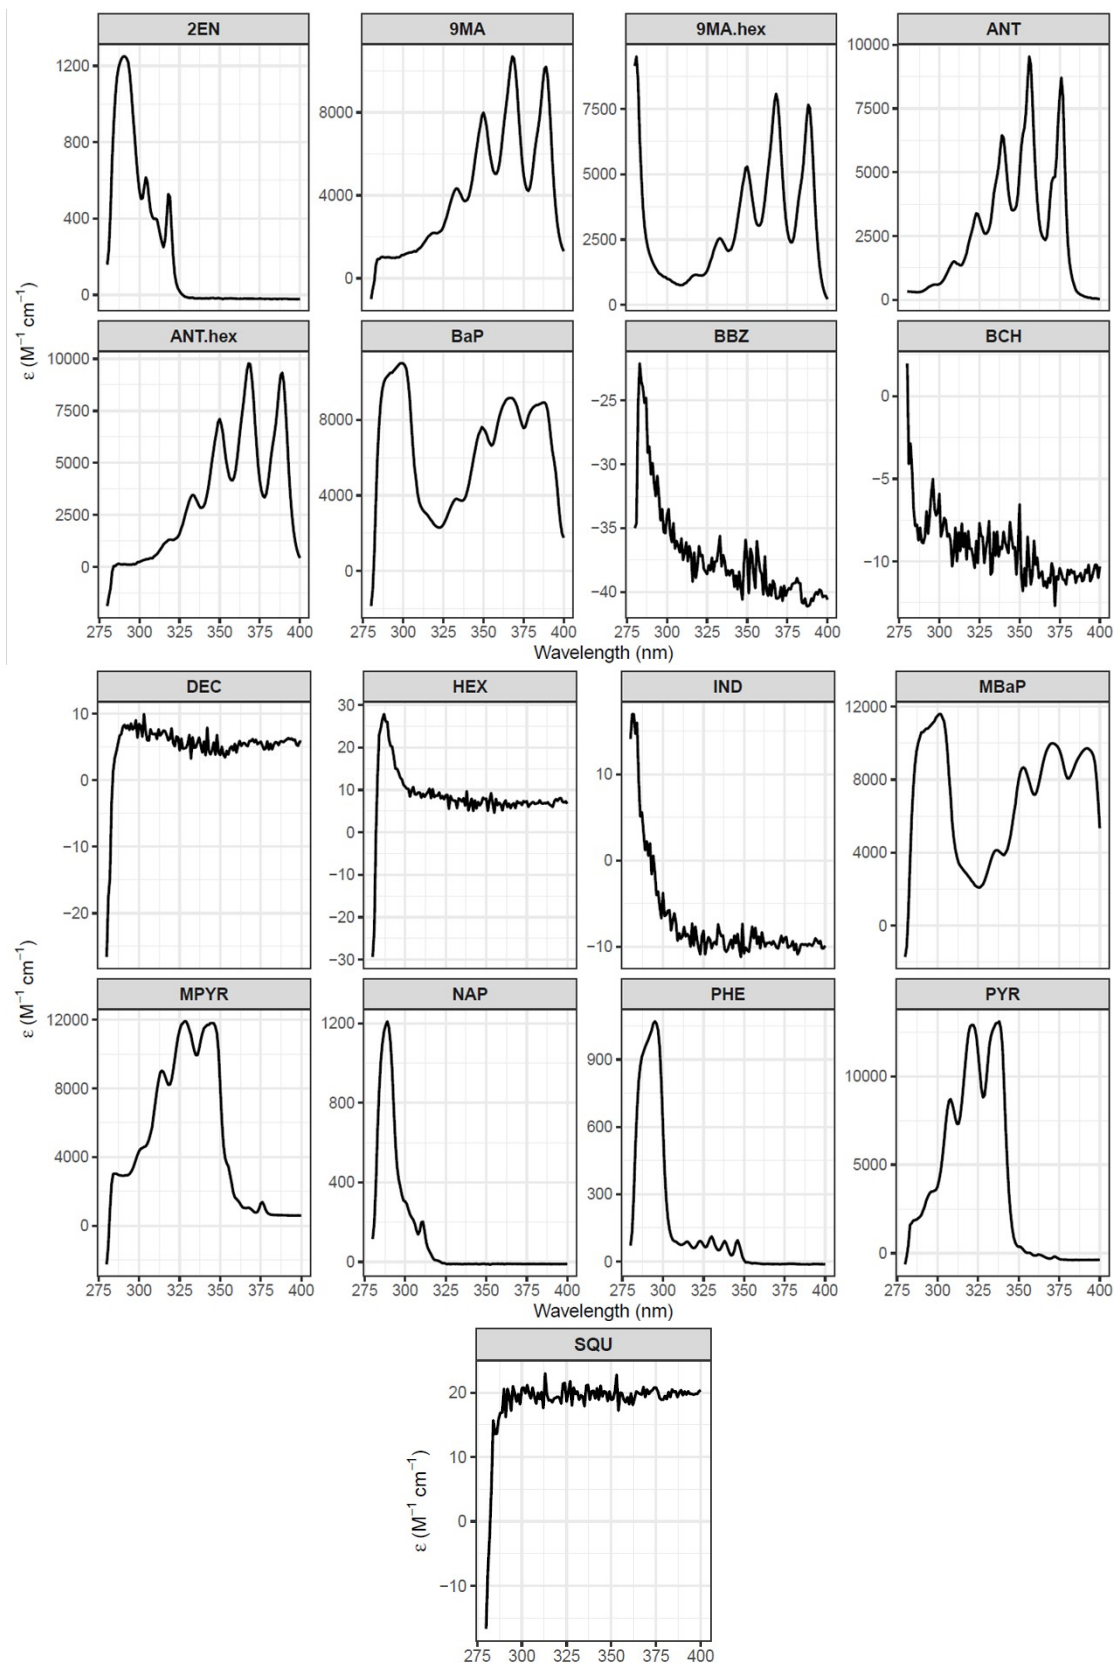 2EN 9MA 9MA.hex ANT
1200 800 400 0
8000 4000 0
7500 5000 2500 0
10000 7500 5000 2500 0
ε (M⁻¹ cm⁻¹)
ANT.hex BaP BBZ BCH
10000 7500 5000 2500 0
8000 4000 0
−25 −30 −35 −40
0 −5 −10
275 300 325 350 375 400 275 300 325 350 375 400 275 300 325 350 375 400 275 300 325 350 375 400
Wavelength (nm)
DEC HEX IND MBaP
10 0 −10 −20
30 20 10 0 −10 −20 −30
10 0 −10
12000 8000 4000 0
ε (M⁻¹ cm⁻¹)
MPYR NAP PHE PYR
12000 8000 4000 0
1200 800 400 0
900 600 300 0
10000 5000 0
275 300 325 350 375 400 275 300 325 350 375 400 275 300 325 350 375 400 275 300 325 350 375 400
Wavelength (nm)
SQU
20 10 0 −10
ε (M⁻¹ cm⁻¹)
275 300 325 350 375 400